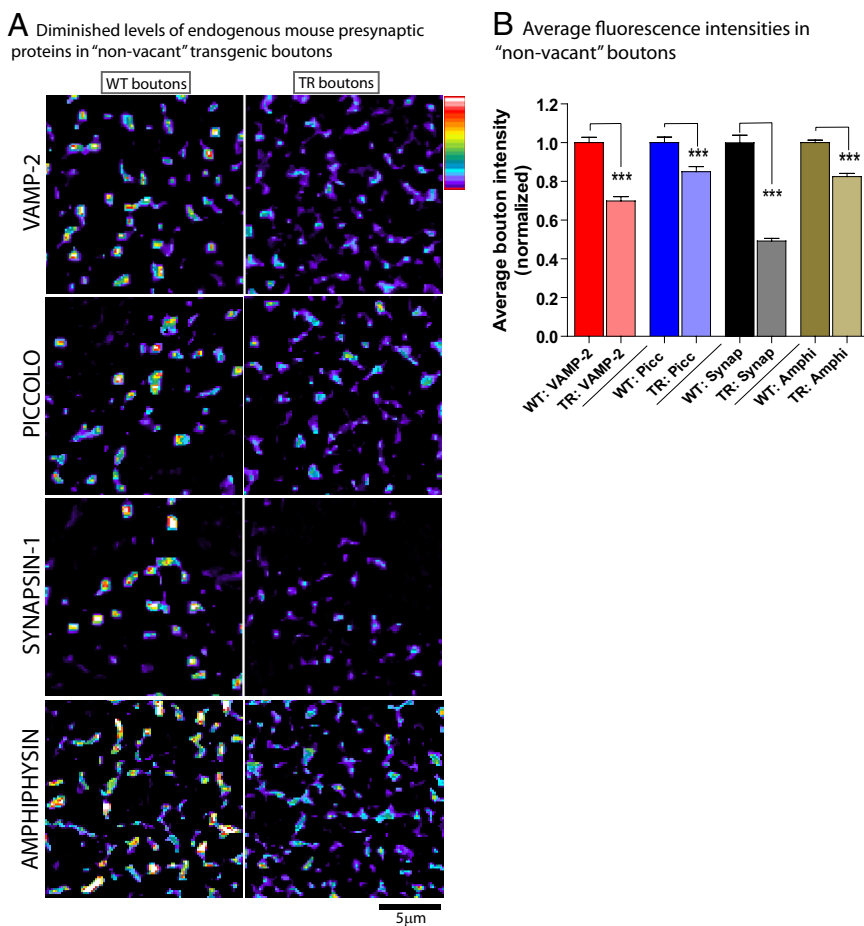 A Diminished levels of endogenous mouse presynaptic
proteins in “non-vacant” transgenic boutons
WT boutons
TR boutons
VAMP-2
PICCOLO
SYNAPSIN-1
AMPHIPHYSIN
5μm
B Average fluorescence intensities in
“non-vacant” boutons
Average bouton intensity
(normalized)
1.2
1.0
0.8
0.6
0.4
0.2
0.0
***
***
***
***
WT: VAMP-2
TR: VAMP-2
WT: Picc
TR: Picc
WT: Synap
TR: Synap
WT: Amphi
TR: Amphi